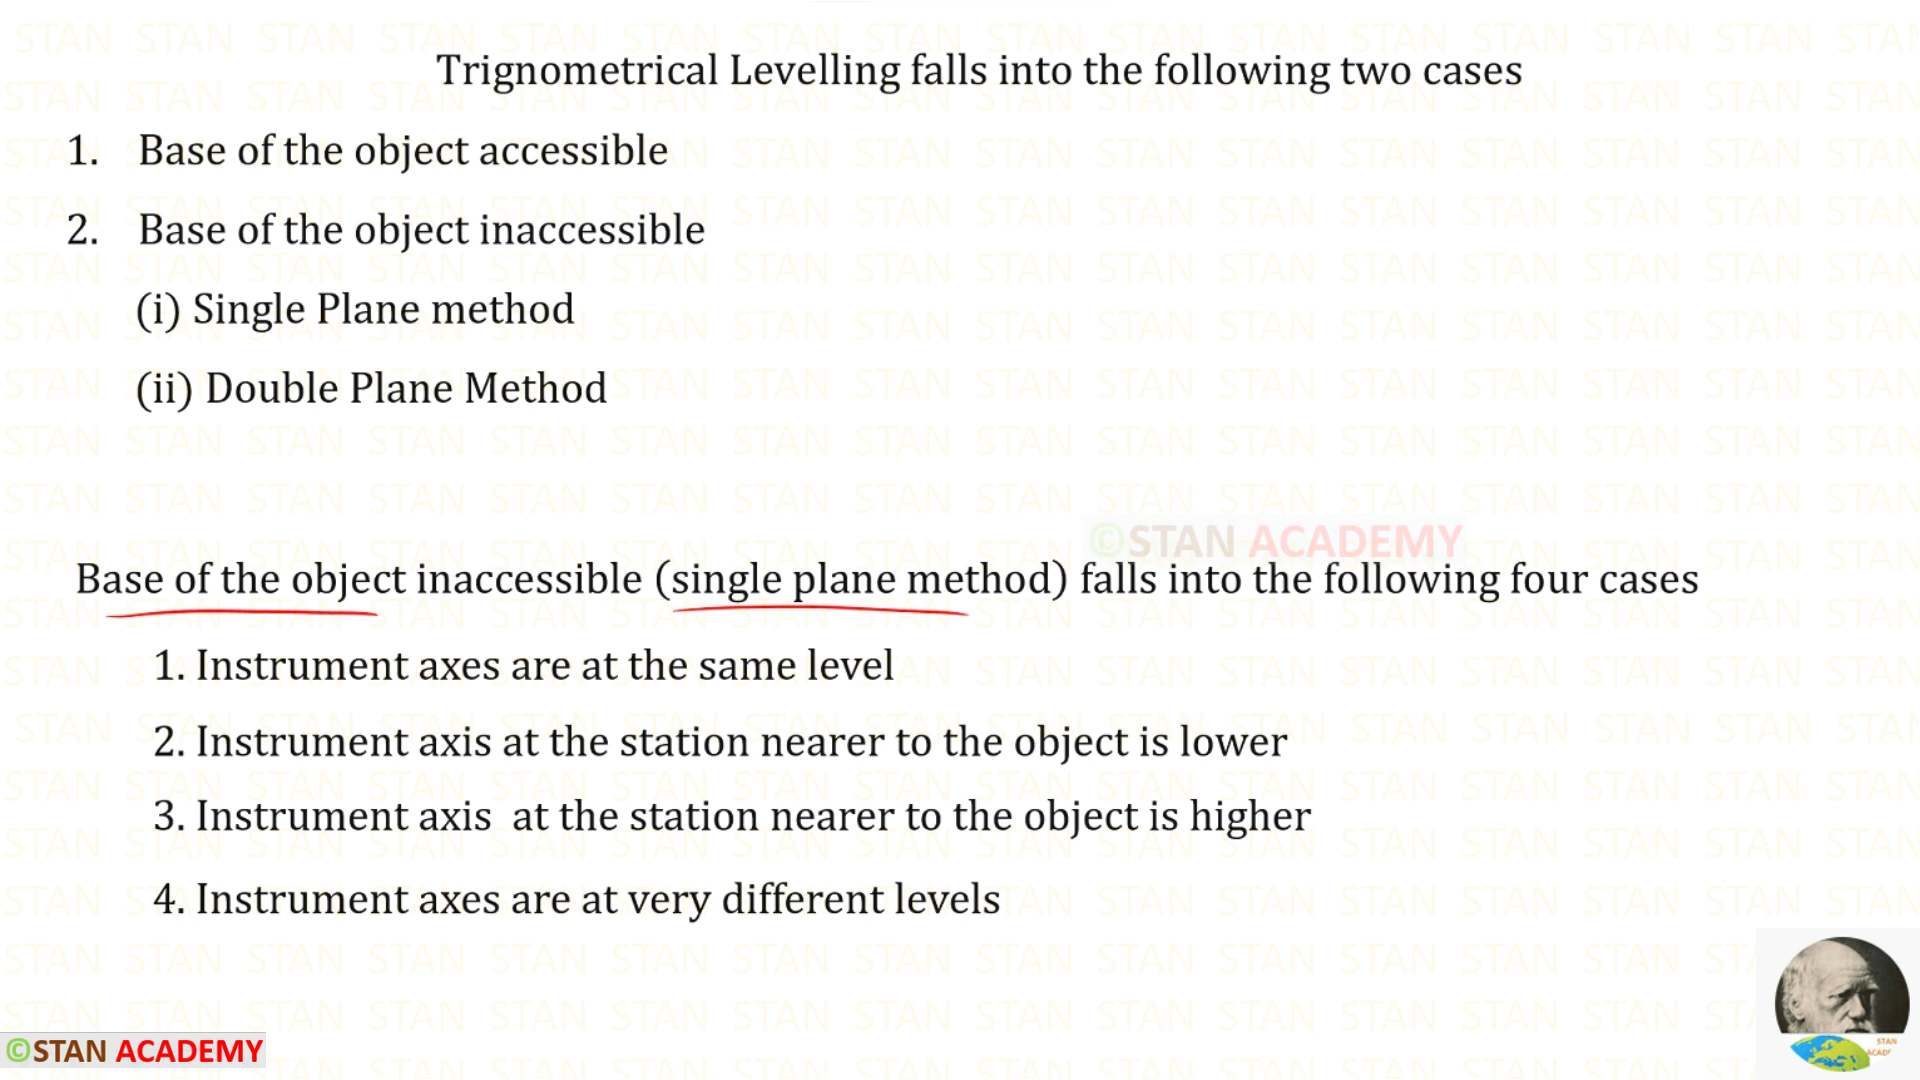 Trignometrical Levelling falls into the following two cases
1. Base of the object accessible
2. Base of the object inaccessible
(i) Single Plane method
(ii) Double Plane Method
©STAN ACADEMY
Base of the object inaccessible (single plane method) falls into the following four cases
1. Instrument axes are at the same level
2. Instrument axis at the station nearer to the object is lower
3. Instrument axis at the station nearer to the object is higher
4. Instrument axes are at very different levels
©STAN ACADEMY
STAN